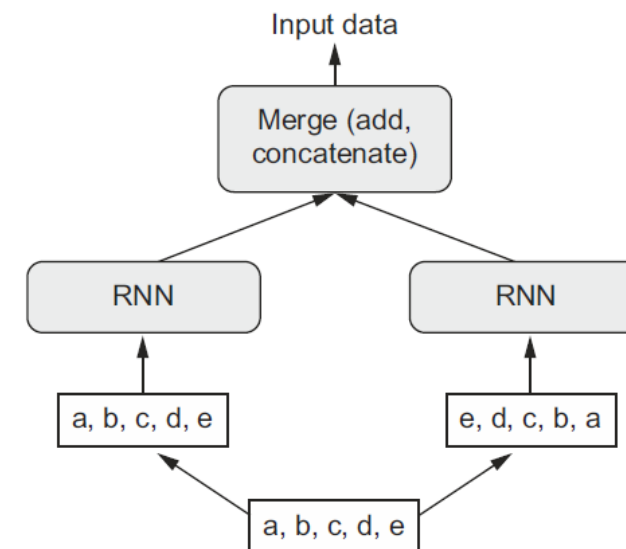 Input data
Merge (add,
concatenate)
RNN
RNN
a, b, c, d, e
e, d, c, b, a
a, b, c, d, e